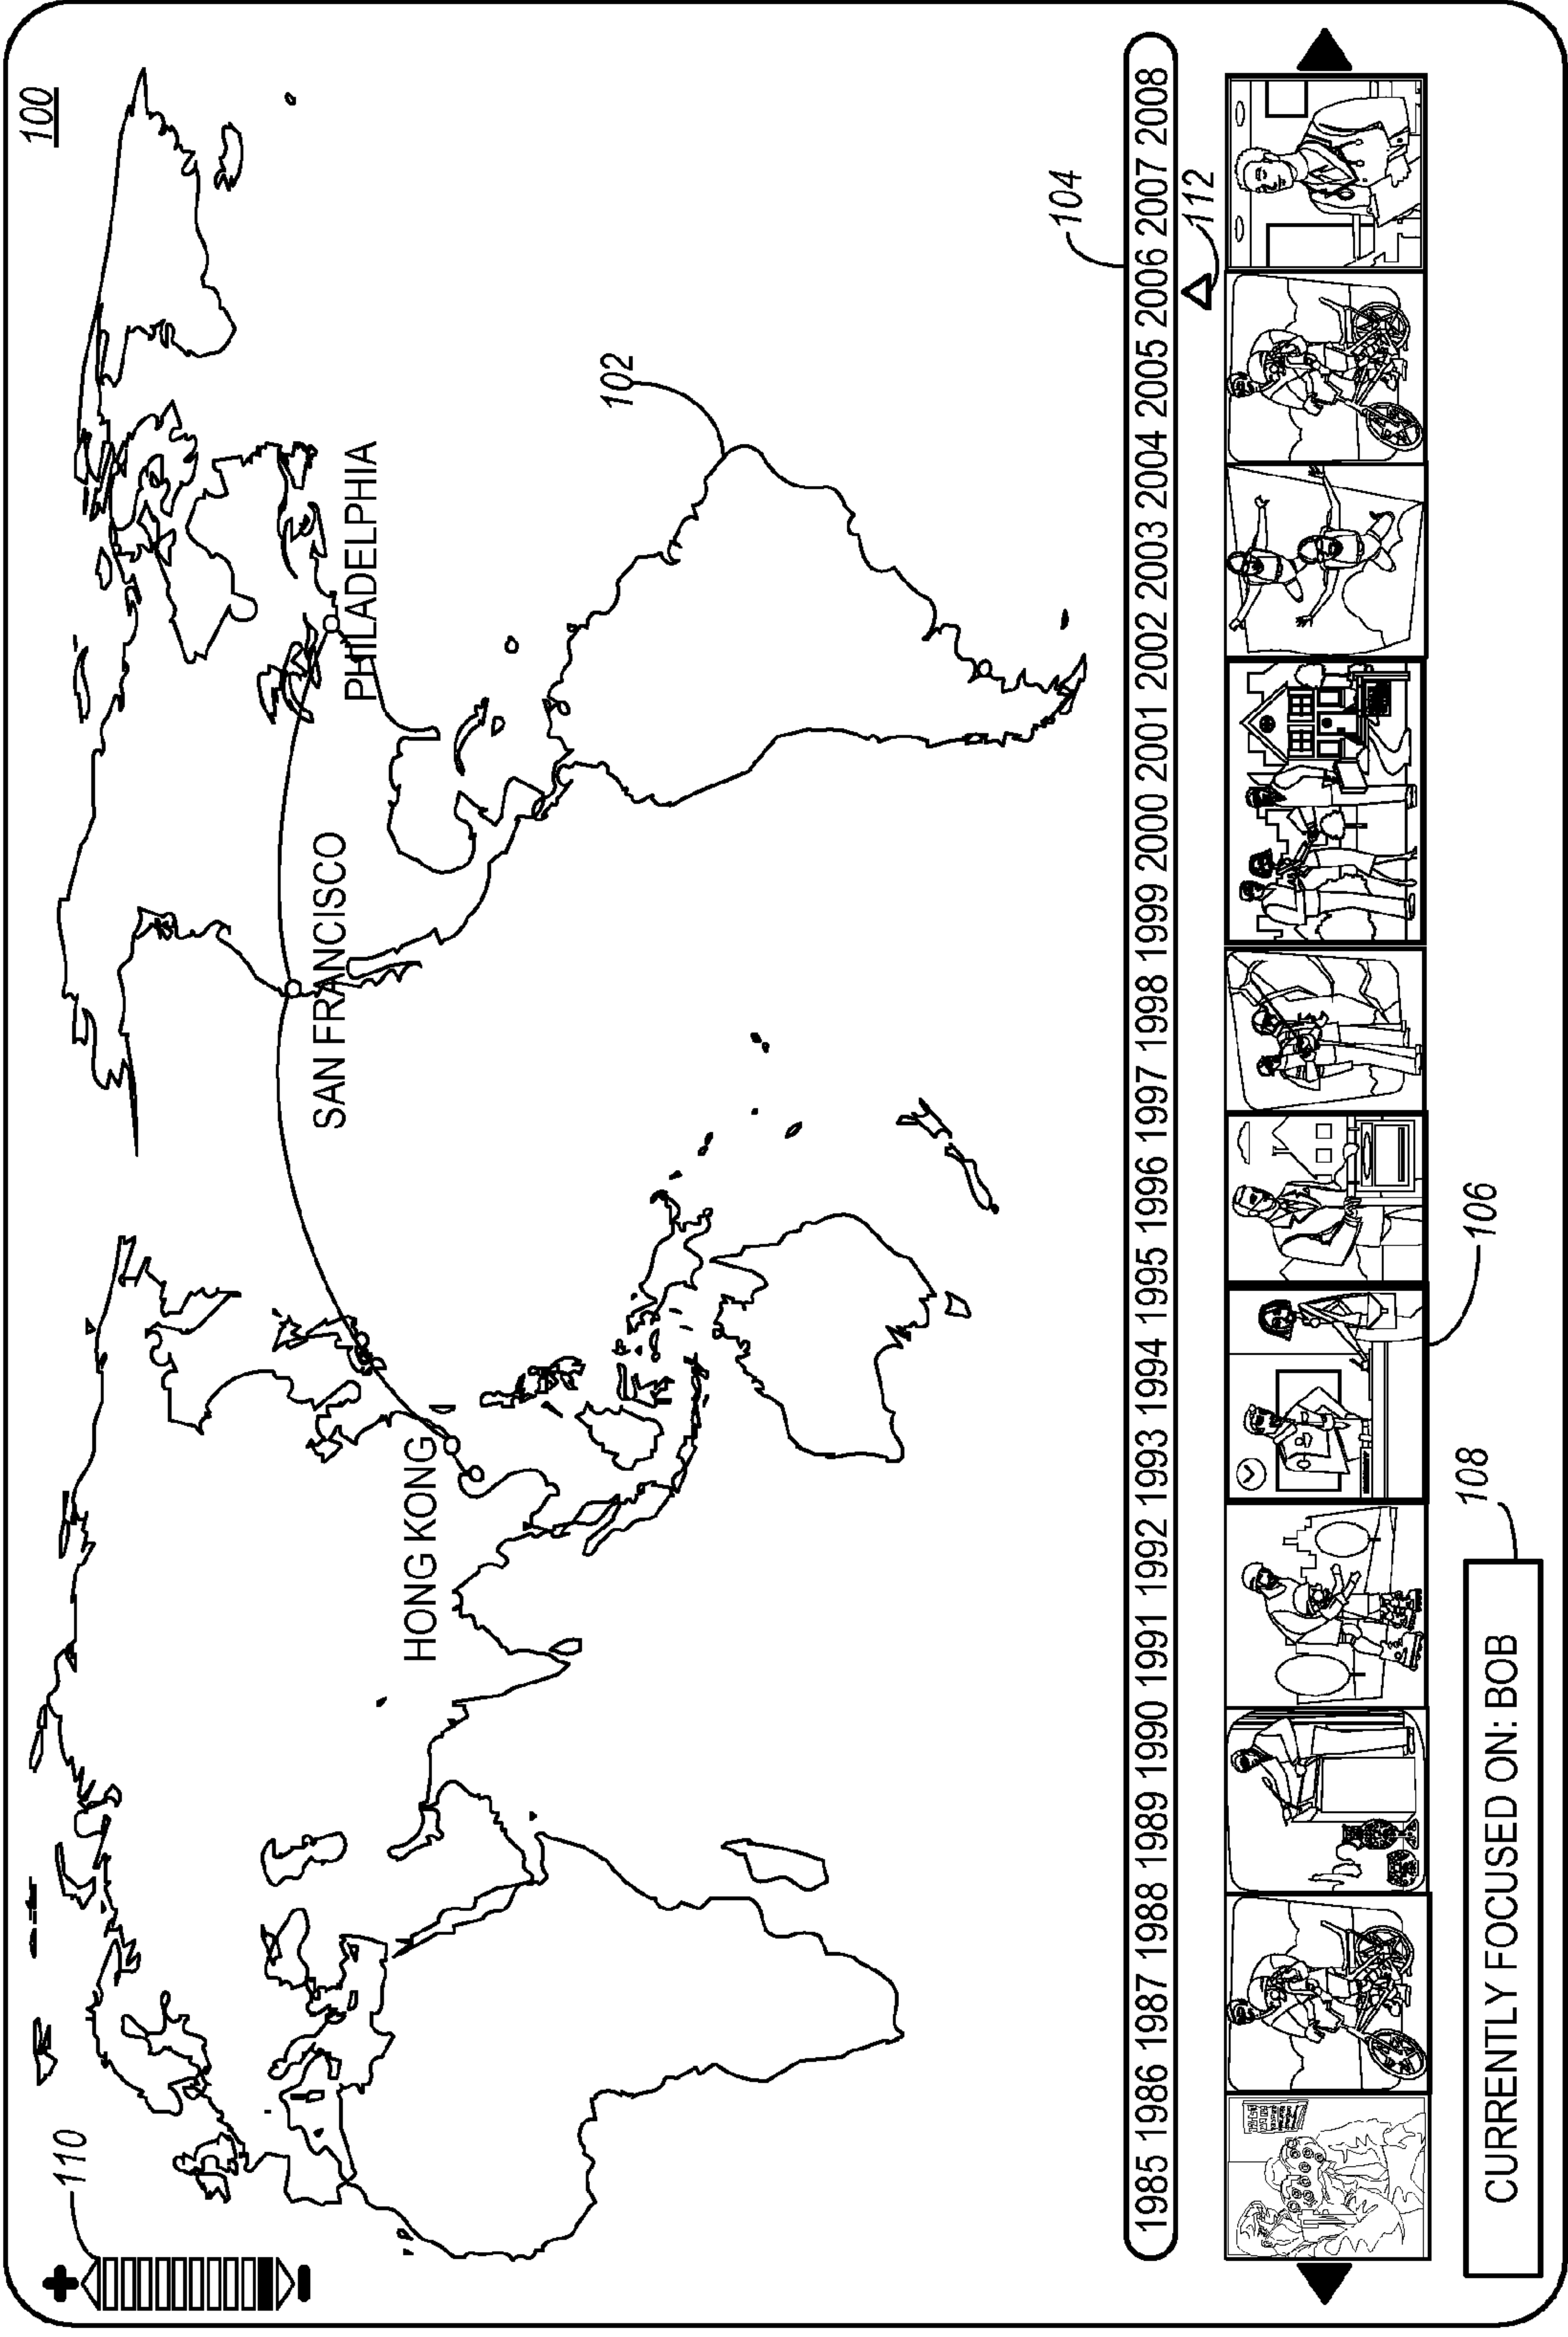 100
110
PHILADELPHIA
SAN FRANCISCO
HONG KONG
102
104
1985 1986 1987 1988 1989 1990 1991 1992 1993 1994 1995 1996 1997 1998 1999 2000 2001 2002 2003 2004 2005 2006 2007 2008
112
106
108
CURRENTLY FOCUSED ON: BOB